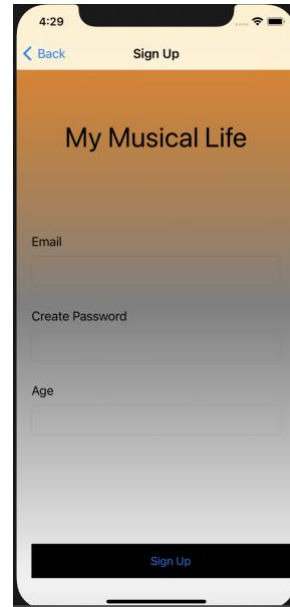 4:29
Back Sign Up
My Musical Life
Email
Create Password
Age
Sign Up